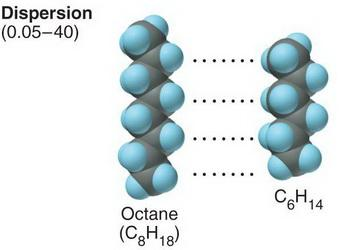 Dispersion
(0.05–40)
Octane
(C₈H₁₈)
C₆H₁₄